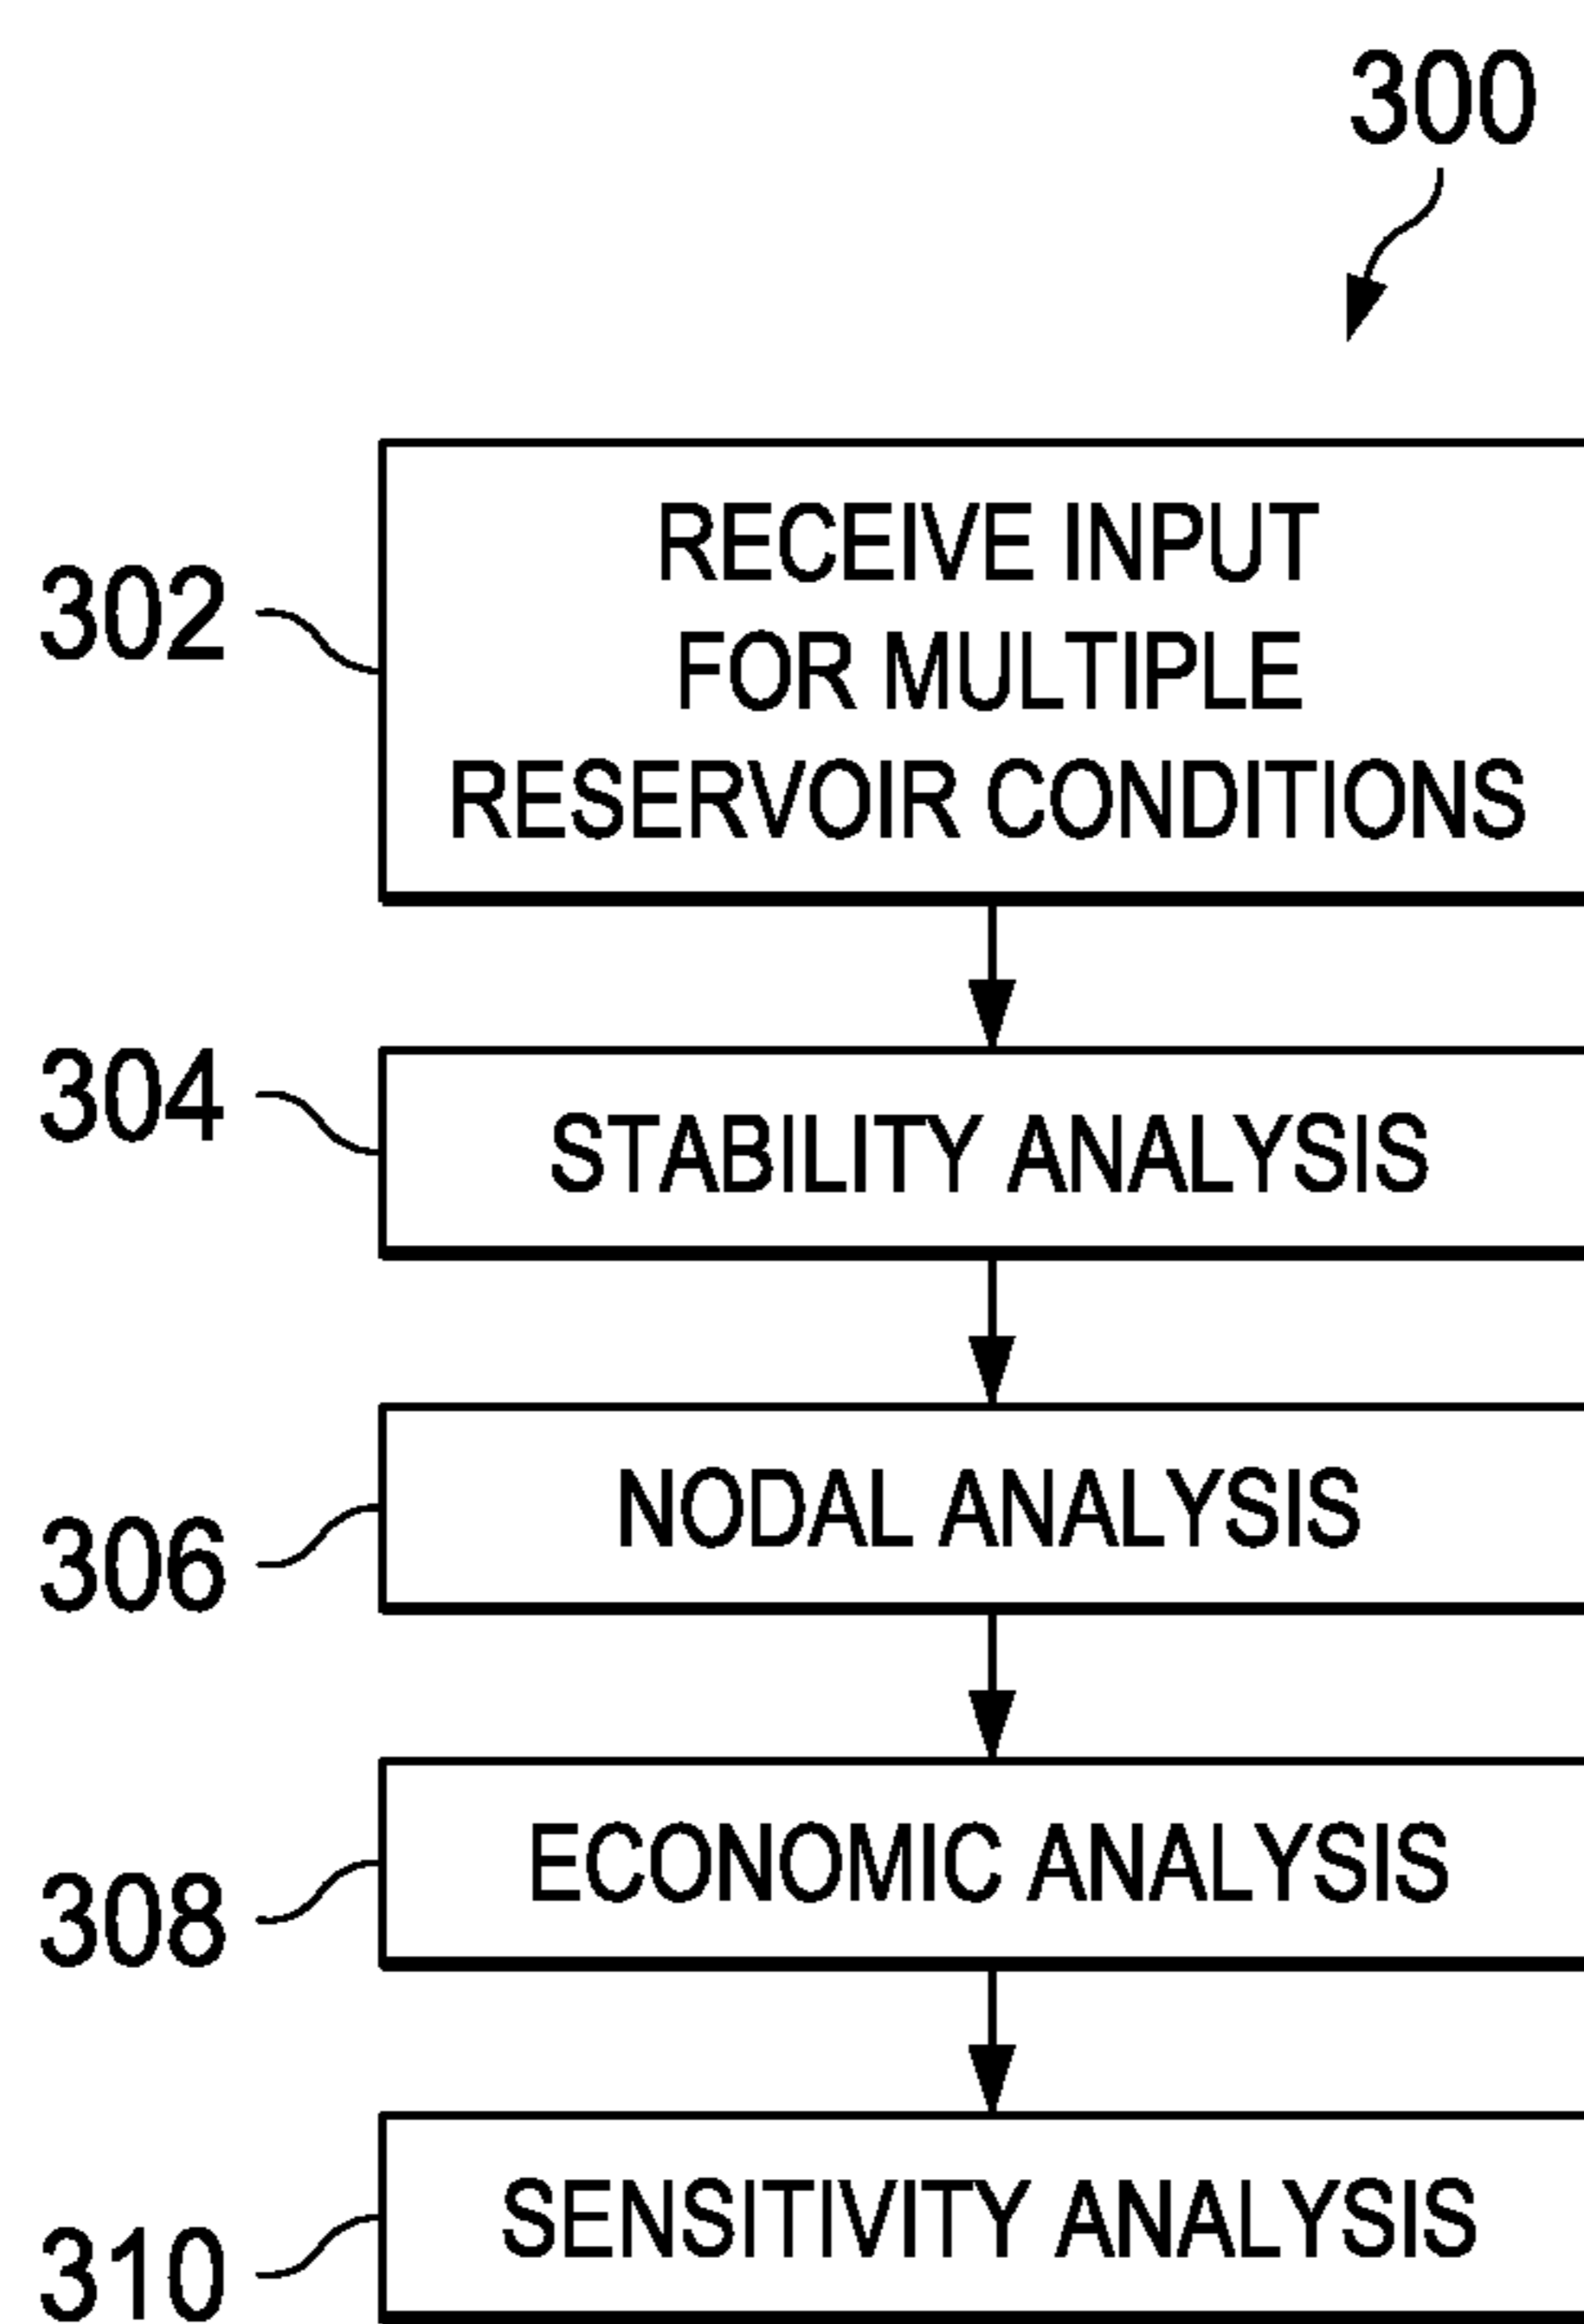 300
302
RECEIVE INPUT
FOR MULTIPLE
RESERVOIR CONDITIONS
304
STABILITY ANALYSIS
306
NODAL ANALYSIS
308
ECONOMIC ANALYSIS
310
SENSITIVITY ANALYSIS